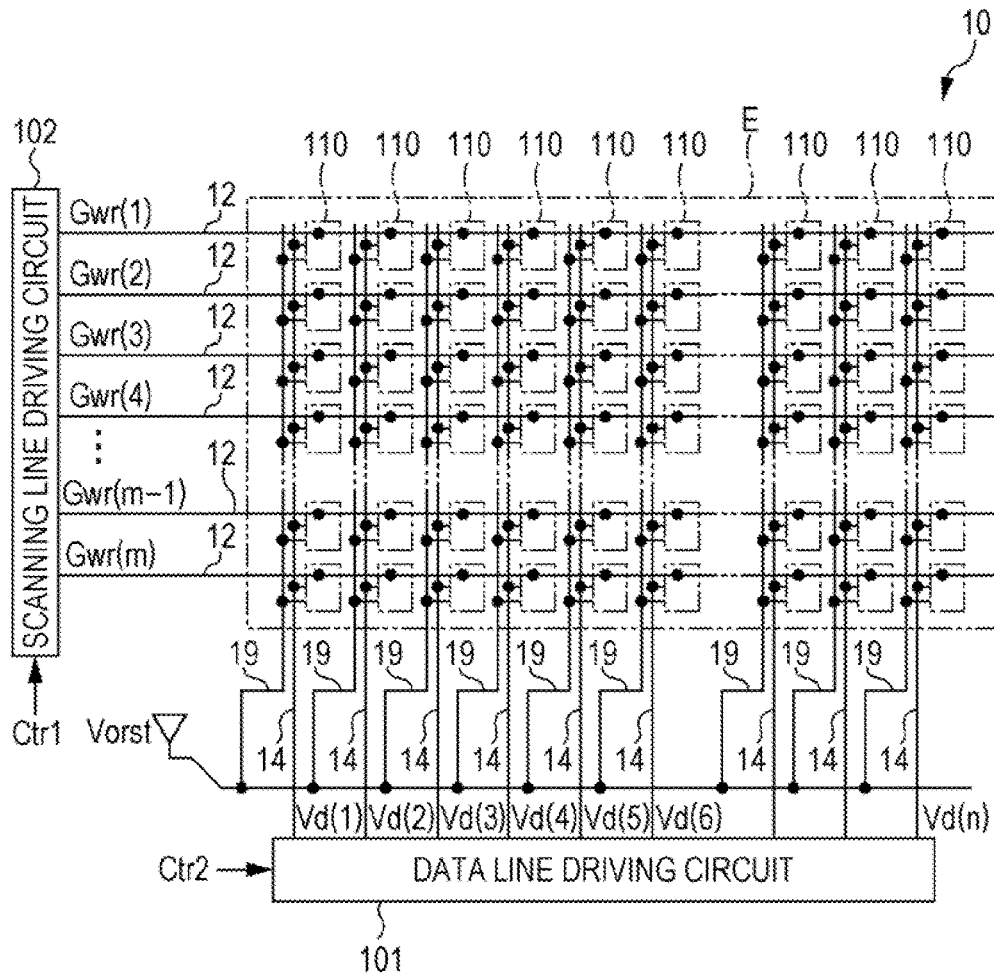 10
102
110 110 110 110 110 110 E 110 110 110
SCANNING LINE DRIVING CIRCUIT
Gwr(1) 12
Gwr(2) 12
Gwr(3) 12
Gwr(4) 12
Gwr(m-1) 12
Gwr(m) 12
19 19 19 19 19 19 19 19 19
Ctr1
Vorst
14 14 14 14 14 14 14 14 14
Vd(1) Vd(2) Vd(3) Vd(4) Vd(5) Vd(6) Vd(n)
Ctr2
DATA LINE DRIVING CIRCUIT
101